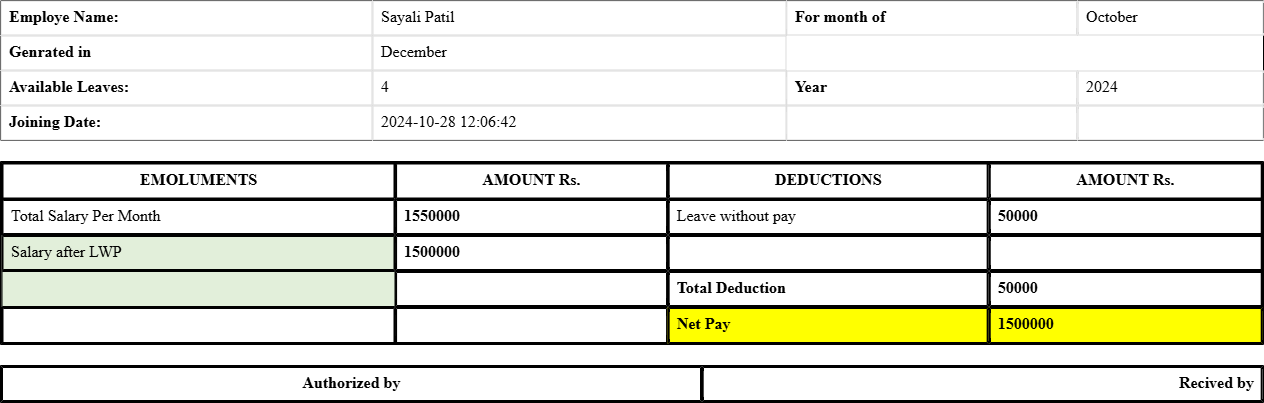 Employe Name: Sayali Patil For month of October
Genrated in December
Available Leaves: 4 Year 2024
Joining Date: 2024-10-28 12:06:42
EMOLUMENTS AMOUNT Rs. DEDUCTIONS AMOUNT Rs.
Total Salary Per Month 1550000 Leave without pay 50000
Salary after LWP 1500000
Total Deduction 50000
Net Pay 1500000
Authorized by Recived by